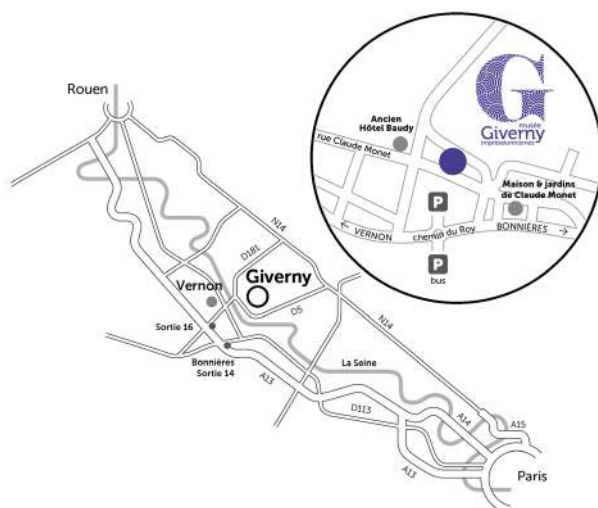 Rouen
G
musée
Giverny
impressionnismes
Ancien
Hôtel Baudy
rue Claude Monet
Maison & jardins
de Claude Monet
P
VERNON
chemin du Roy
BONNIÈRES
P
bus
N14
D181
Giverny
Vernon
D5
Sortie 16
N14
Bonnières
Sortie 14
La Seine
A13
D113
A14
A15
A13
Paris